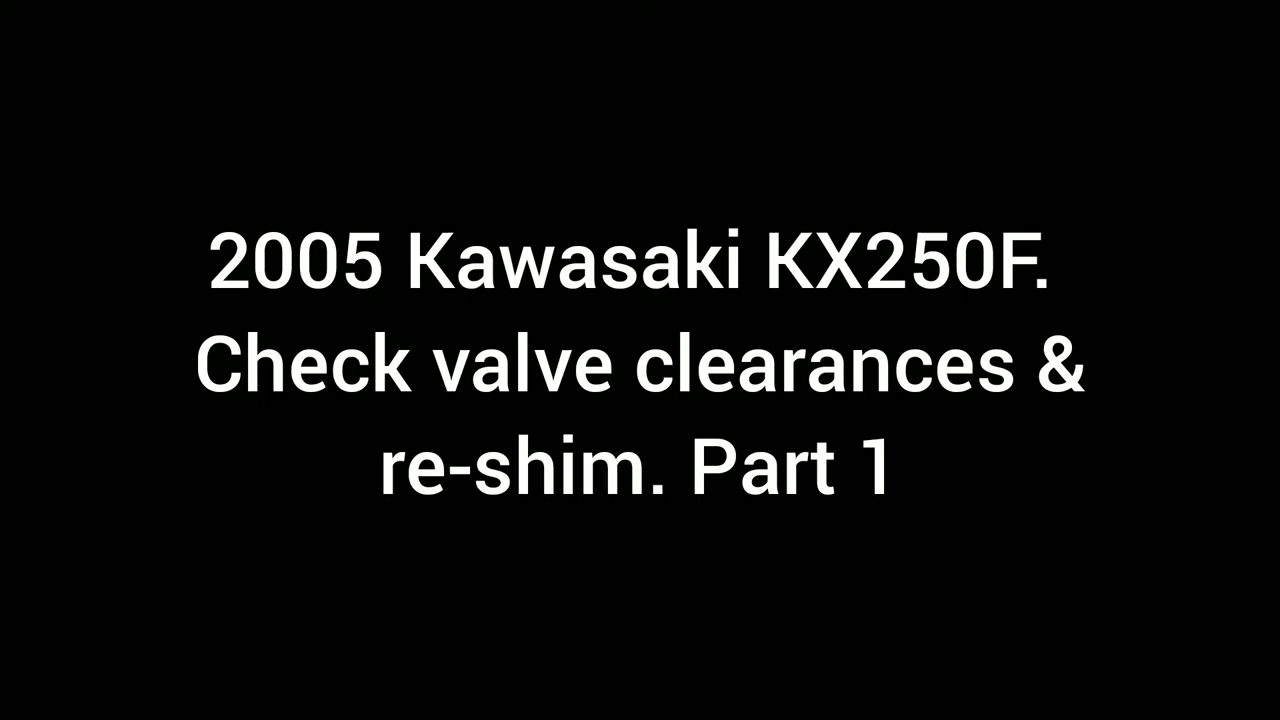 2005 Kawasaki KX250F.
Check valve clearances &
re-shim. Part 1